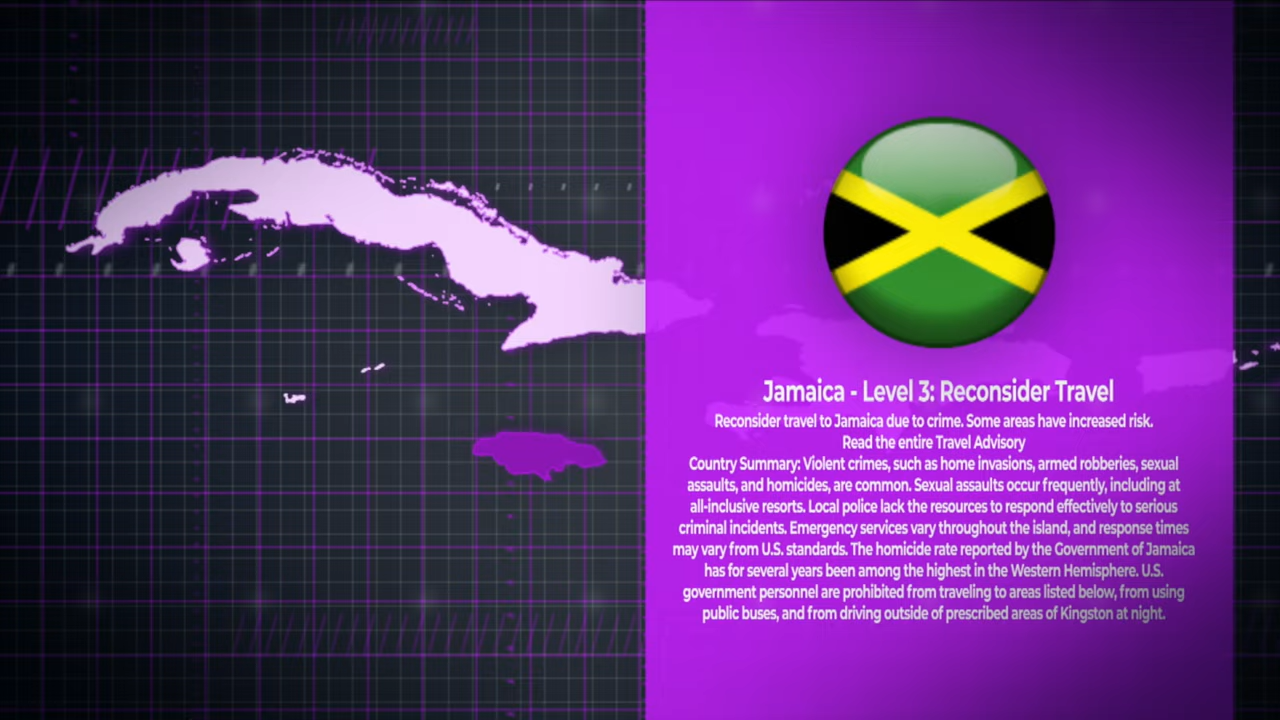 Jamaica - Level 3: Reconsider Travel
Reconsider travel to Jamaica due to crime. Some areas have increased risk.
Read the entire Travel Advisory
Country Summary: Violent crimes, such as home invasions, armed robberies, sexual
assaults, and homicides, are common. Sexual assaults occur frequently, including at
all-inclusive resorts. Local police lack the resources to respond effectively to serious
criminal incidents. Emergency services vary throughout the island, and response times
may vary from U.S. standards. The homicide rate reported by the Government of Jamaica
has for several years been among the highest in the Western Hemisphere. U.S.
government personnel are prohibited from traveling to areas listed below, from using
public buses, and from driving outside of prescribed areas of Kingston at night.